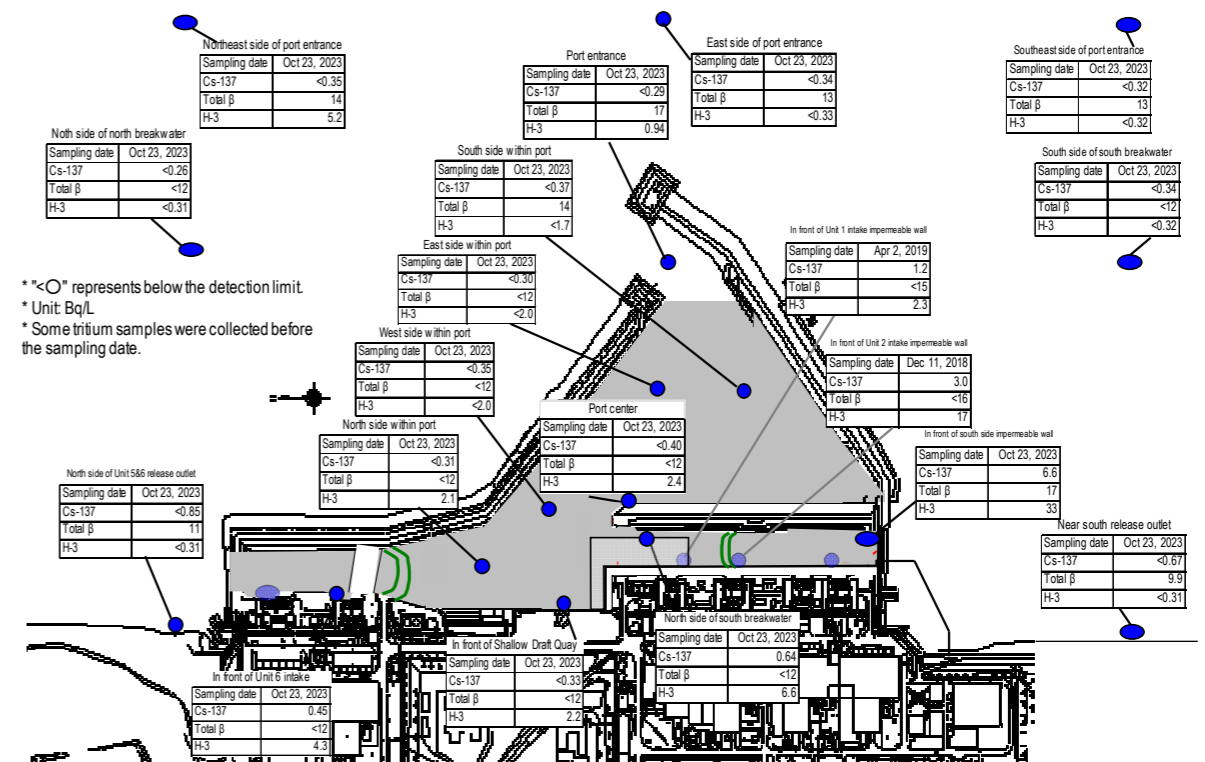 Northeast side of port entrance
Sampling date Oct 23, 2023
Cs-137 <0.35
Total β 14
H-3 5.2
Port entrance
Sampling date Oct 23, 2023
Cs-137 <0.29
Total β 17
H-3 0.94
East side of port entrance
Sampling date Oct 23, 2023
Cs-137 <0.34
Total β 13
H-3 <0.33
Southeast side of port entrance
Sampling date Oct 23, 2023
Cs-137 <0.32
Total β 13
H-3 <0.32
Noth side of north breakwater
Sampling date Oct 23, 2023
Cs-137 <0.26
Total β <12
H-3 <0.31
South side within port
Sampling date Oct 23, 2023
Cs-137 <0.37
Total β 14
H-3 <1.7
South side of south breakwater
Sampling date Oct 23, 2023
Cs-137 <0.34
Total β <12
H-3 <0.32
East side within port
Sampling date Oct 23, 2023
Cs-137 <0.30
Total β <12
H-3 <2.0
In front of Unit 1 intake impermeable wall
Sampling date Apr 2, 2019
Cs-137 1.2
Total β <15
H-3 2.3
* "<O" represents below the detection limit.
* Unit: Bq/L
* Some tritium samples were collected before
the sampling date.
West side within port
Sampling date Oct 23, 2023
Cs-137 <0.35
Total β <12
H-3 <2.0
In front of Unit 2 intake impermeable wall
Sampling date Dec 11, 2018
Cs-137 3.0
Total β <16
H-3 17
Port center
Sampling date Oct 23, 2023
Cs-137 <0.40
Total β <12
H-3 2.4
North side within port
Sampling date Oct 23, 2023
Cs-137 <0.31
Total β <12
H-3 2.1
In front of south side impermeable wall
Sampling date Oct 23, 2023
Cs-137 6.6
Total β 17
H-3 33
North side of Unit 5&6 release outlet
Sampling date Oct 23, 2023
Cs-137 <0.85
Total β 11
H-3 <0.31
Near south release outlet
Sampling date Oct 23, 2023
Cs-137 <0.67
Total β 9.9
H-3 <0.31
North side of south breakwater
Sampling date Oct 23, 2023
Cs-137 0.64
Total β <12
H-3 6.6
In front of Shallow Draft Quay
Sampling date Oct 23, 2023
Cs-137 <0.33
Total β <12
H-3 2.2
In front of Unit 6 intake
Sampling date Oct 23, 2023
Cs-137 0.45
Total β <12
H-3 4.3